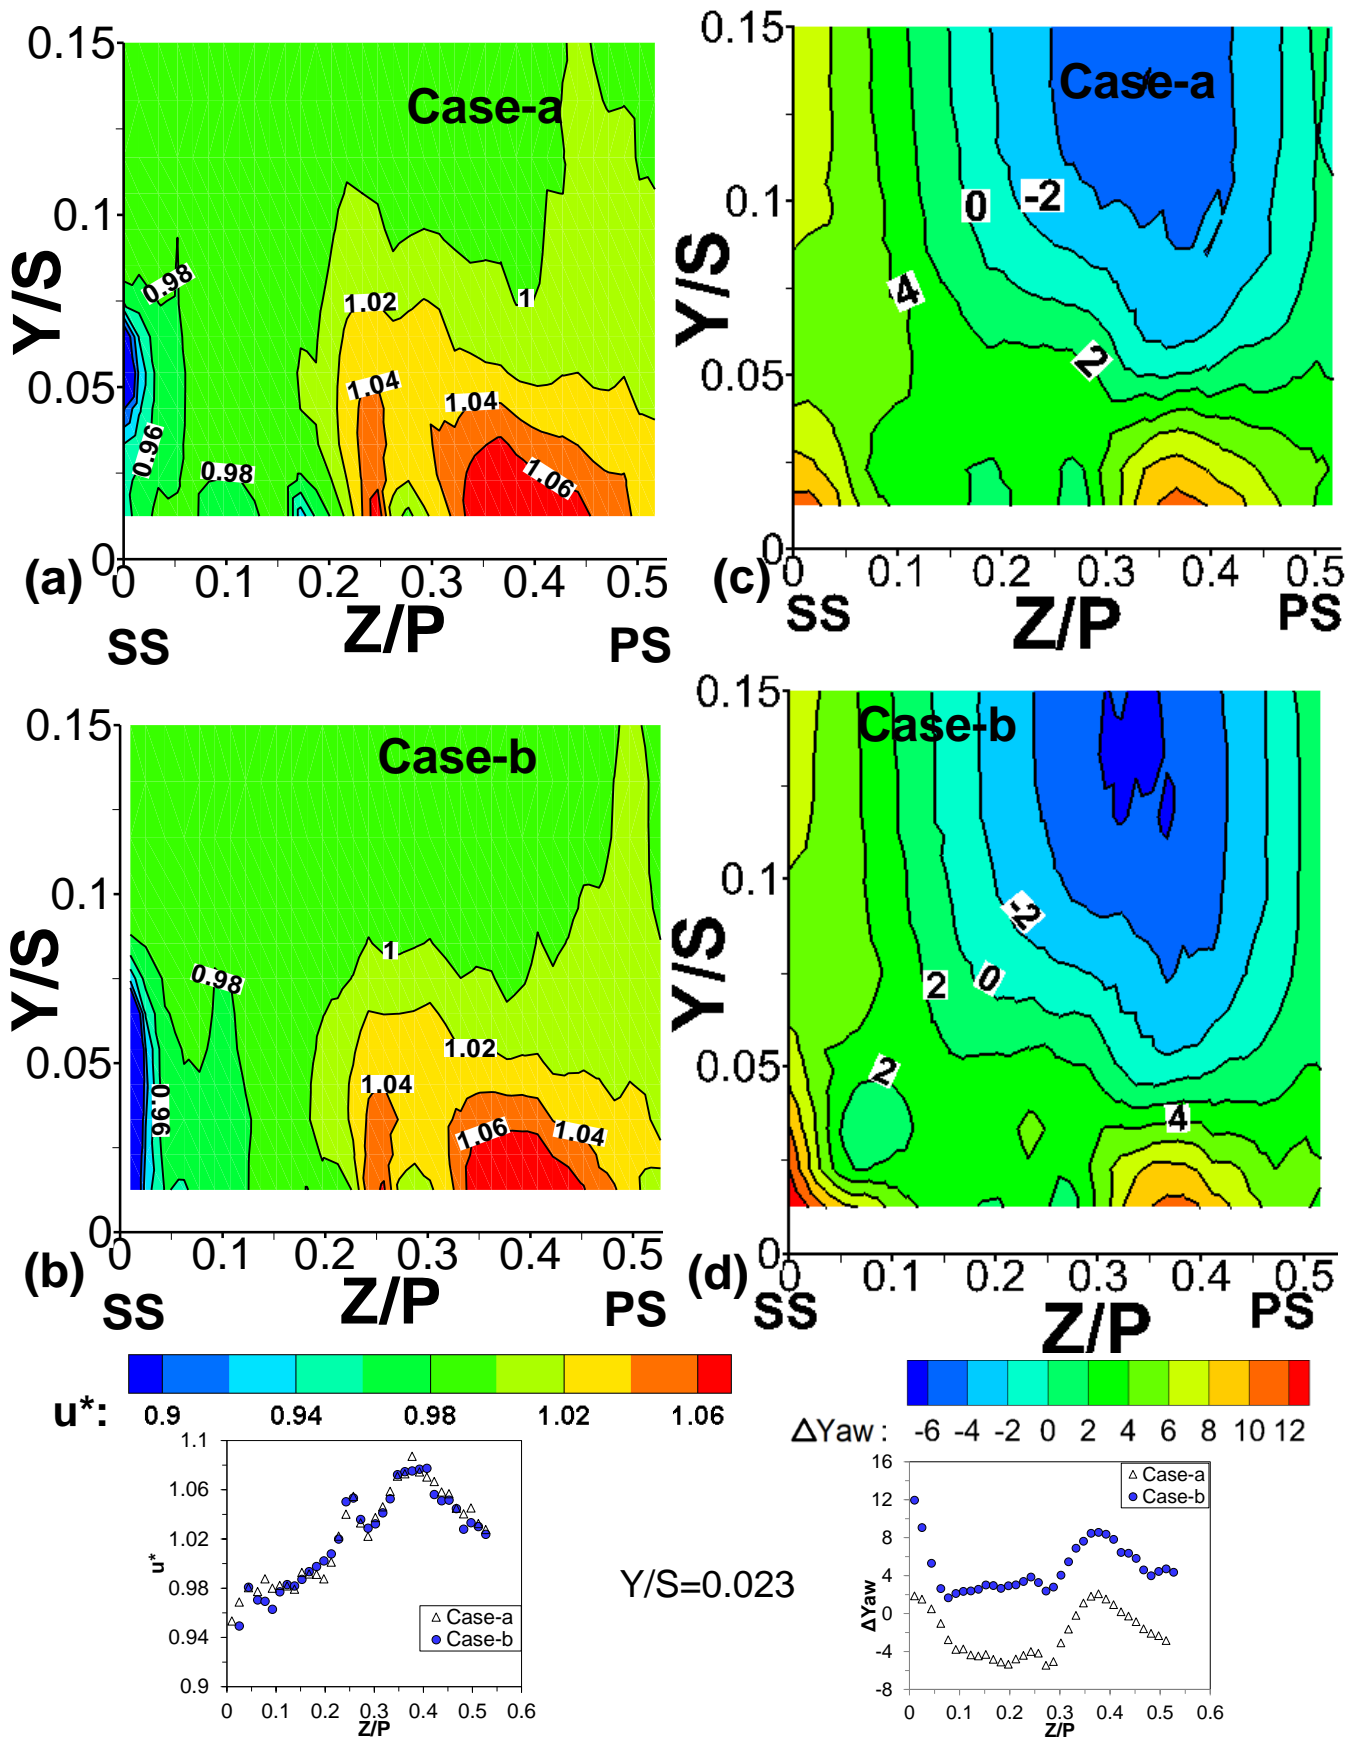 0.15
Case-a
0.1
Y/S
0.98
1.02
1
0.05
1.04
1.04
0.96
0.98
1.06
0
(a)
0 0.1 0.2 0.3 0.4 0.5
SS Z/P PS
0.15
Case-a
0.1
Y/S
0 -2
4
2
0.05
0
(c)
0 0.1 0.2 0.3 0.4 0.5
SS Z/P PS
0.15
Case-b
0.1
Y/S
0.98
1
0.05
1.02
0.96
1.04
1.06 1.04
0
(b)
0 0.1 0.2 0.3 0.4 0.5
SS Z/P PS
0.15
Case-b
0.1
Y/S
-2
2 0
0.05
2
4
0
(d)
0 0.1 0.2 0.3 0.4 0.5
SS Z/P PS
u*: 0.9 0.94 0.98 1.02 1.06
ΔYaw : -6 -4 -2 0 2 4 6 8 10 12
1.1
1.06
1.02
0.98
0.94
0.9
u*
Case-a
Case-b
0 0.1 0.2 0.3 0.4 0.5 0.6
Z/P
Y/S=0.023
16
12
8
4
0
-4
-8
ΔYaw
Case-a
Case-b
0 0.1 0.2 0.3 0.4 0.5 0.6
Z/P